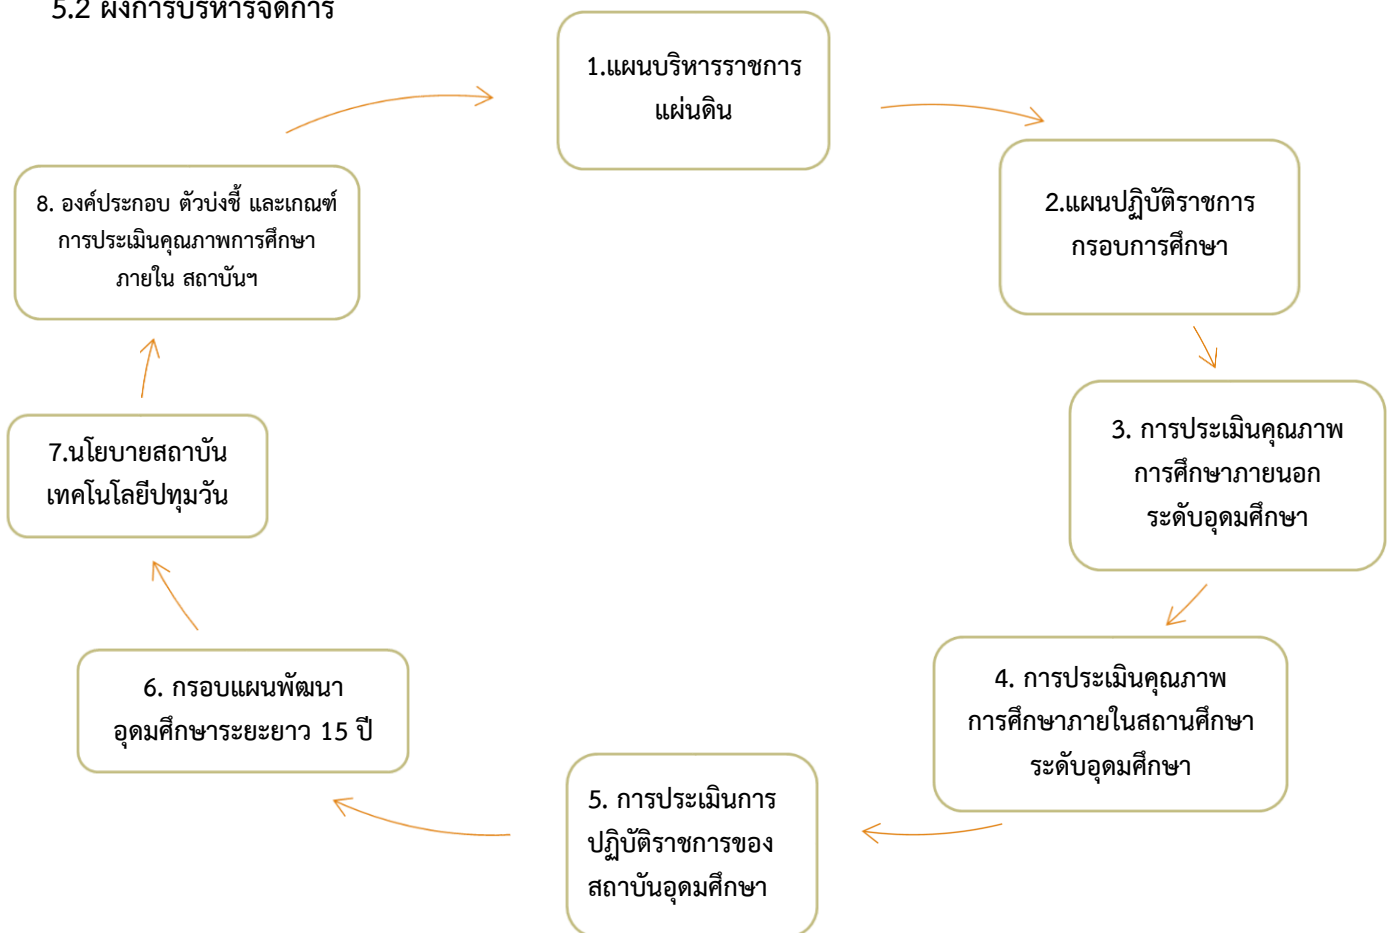 5.2 ผังการบริหารจัดการ
1.แผนบริหารราชการ
แผ่นดิน
2.แผนปฏิบัติราชการ
กรอบการศึกษา
3. การประเมินคุณภาพ
การศึกษาภายนอก
ระดับอุดมศึกษา
4. การประเมินคุณภาพ
การศึกษาภายในสถานศึกษา
ระดับอุดมศึกษา
5. การประเมินการ
ปฏิบัติราชการของ
สถาบันอุดมศึกษา
6. กรอบแผนพัฒนา
อุดมศึกษาระยะยาว 15 ปี
7.นโยบายสถาบัน
เทคโนโลยีปทุมวัน
8. องค์ประกอบ ตัวบ่งชี้ และเกณฑ์
การประเมินคุณภาพการศึกษา
ภายใน สถาบันฯ